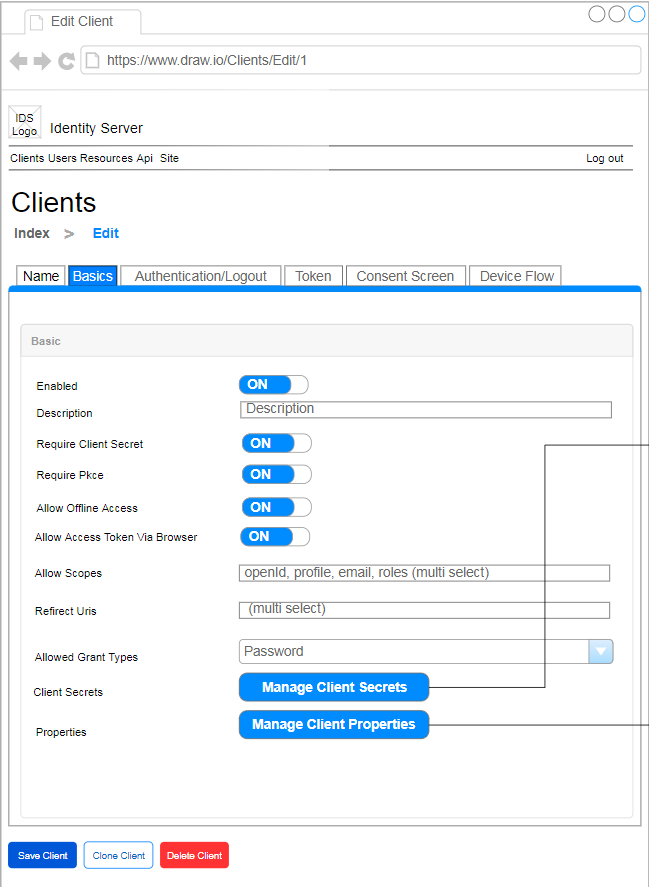 Edit Client
https://www.draw.io/Clients/Edit/1
IDS
Logo
Identity Server
Clients Users Resources Api Site
Log out
Clients
Index > Edit
Name Basics Authentication/Logout Token Consent Screen Device Flow
Basic
Enabled ON
Description Description
Require Client Secret ON
Require Pkce ON
Allow Offline Access ON
Allow Access Token Via Browser ON
Allow Scopes openId, profile, email, roles (multi select)
Refirect Uris (multi select)
Allowed Grant Types Password
Client Secrets Manage Client Secrets
Properties Manage Client Properties
Save Client Clone Client Delete Client